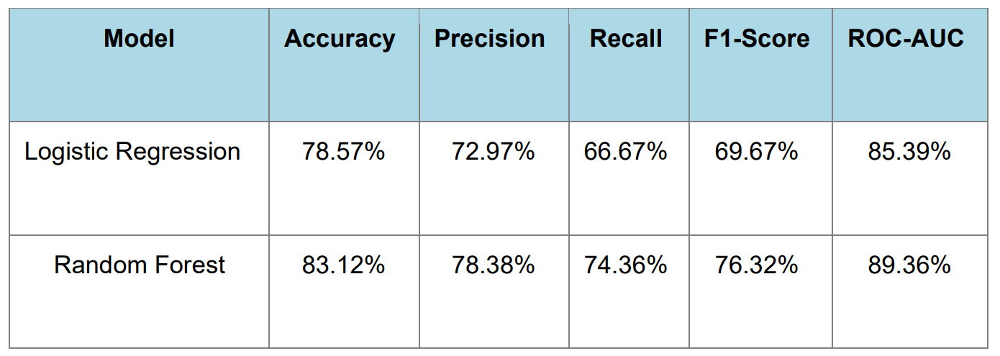 Model Accuracy Precision Recall F1-Score ROC-AUC
Logistic Regression 78.57% 72.97% 66.67% 69.67% 85.39%
Random Forest 83.12% 78.38% 74.36% 76.32% 89.36%